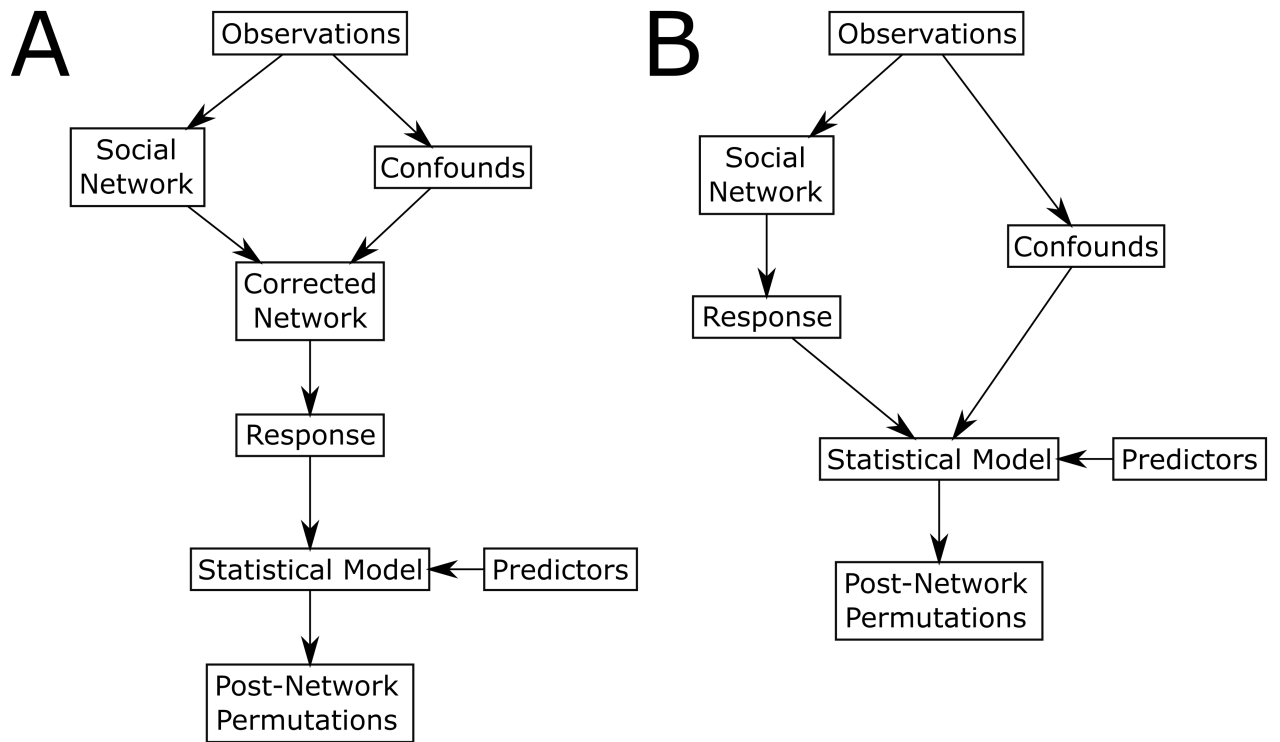 A
Observations
Social
Network
Confounds
Corrected
Network
Response
Statistical Model
Predictors
Post-Network
Permutations
B
Observations
Social
Network
Confounds
Response
Statistical Model
Predictors
Post-Network
Permutations